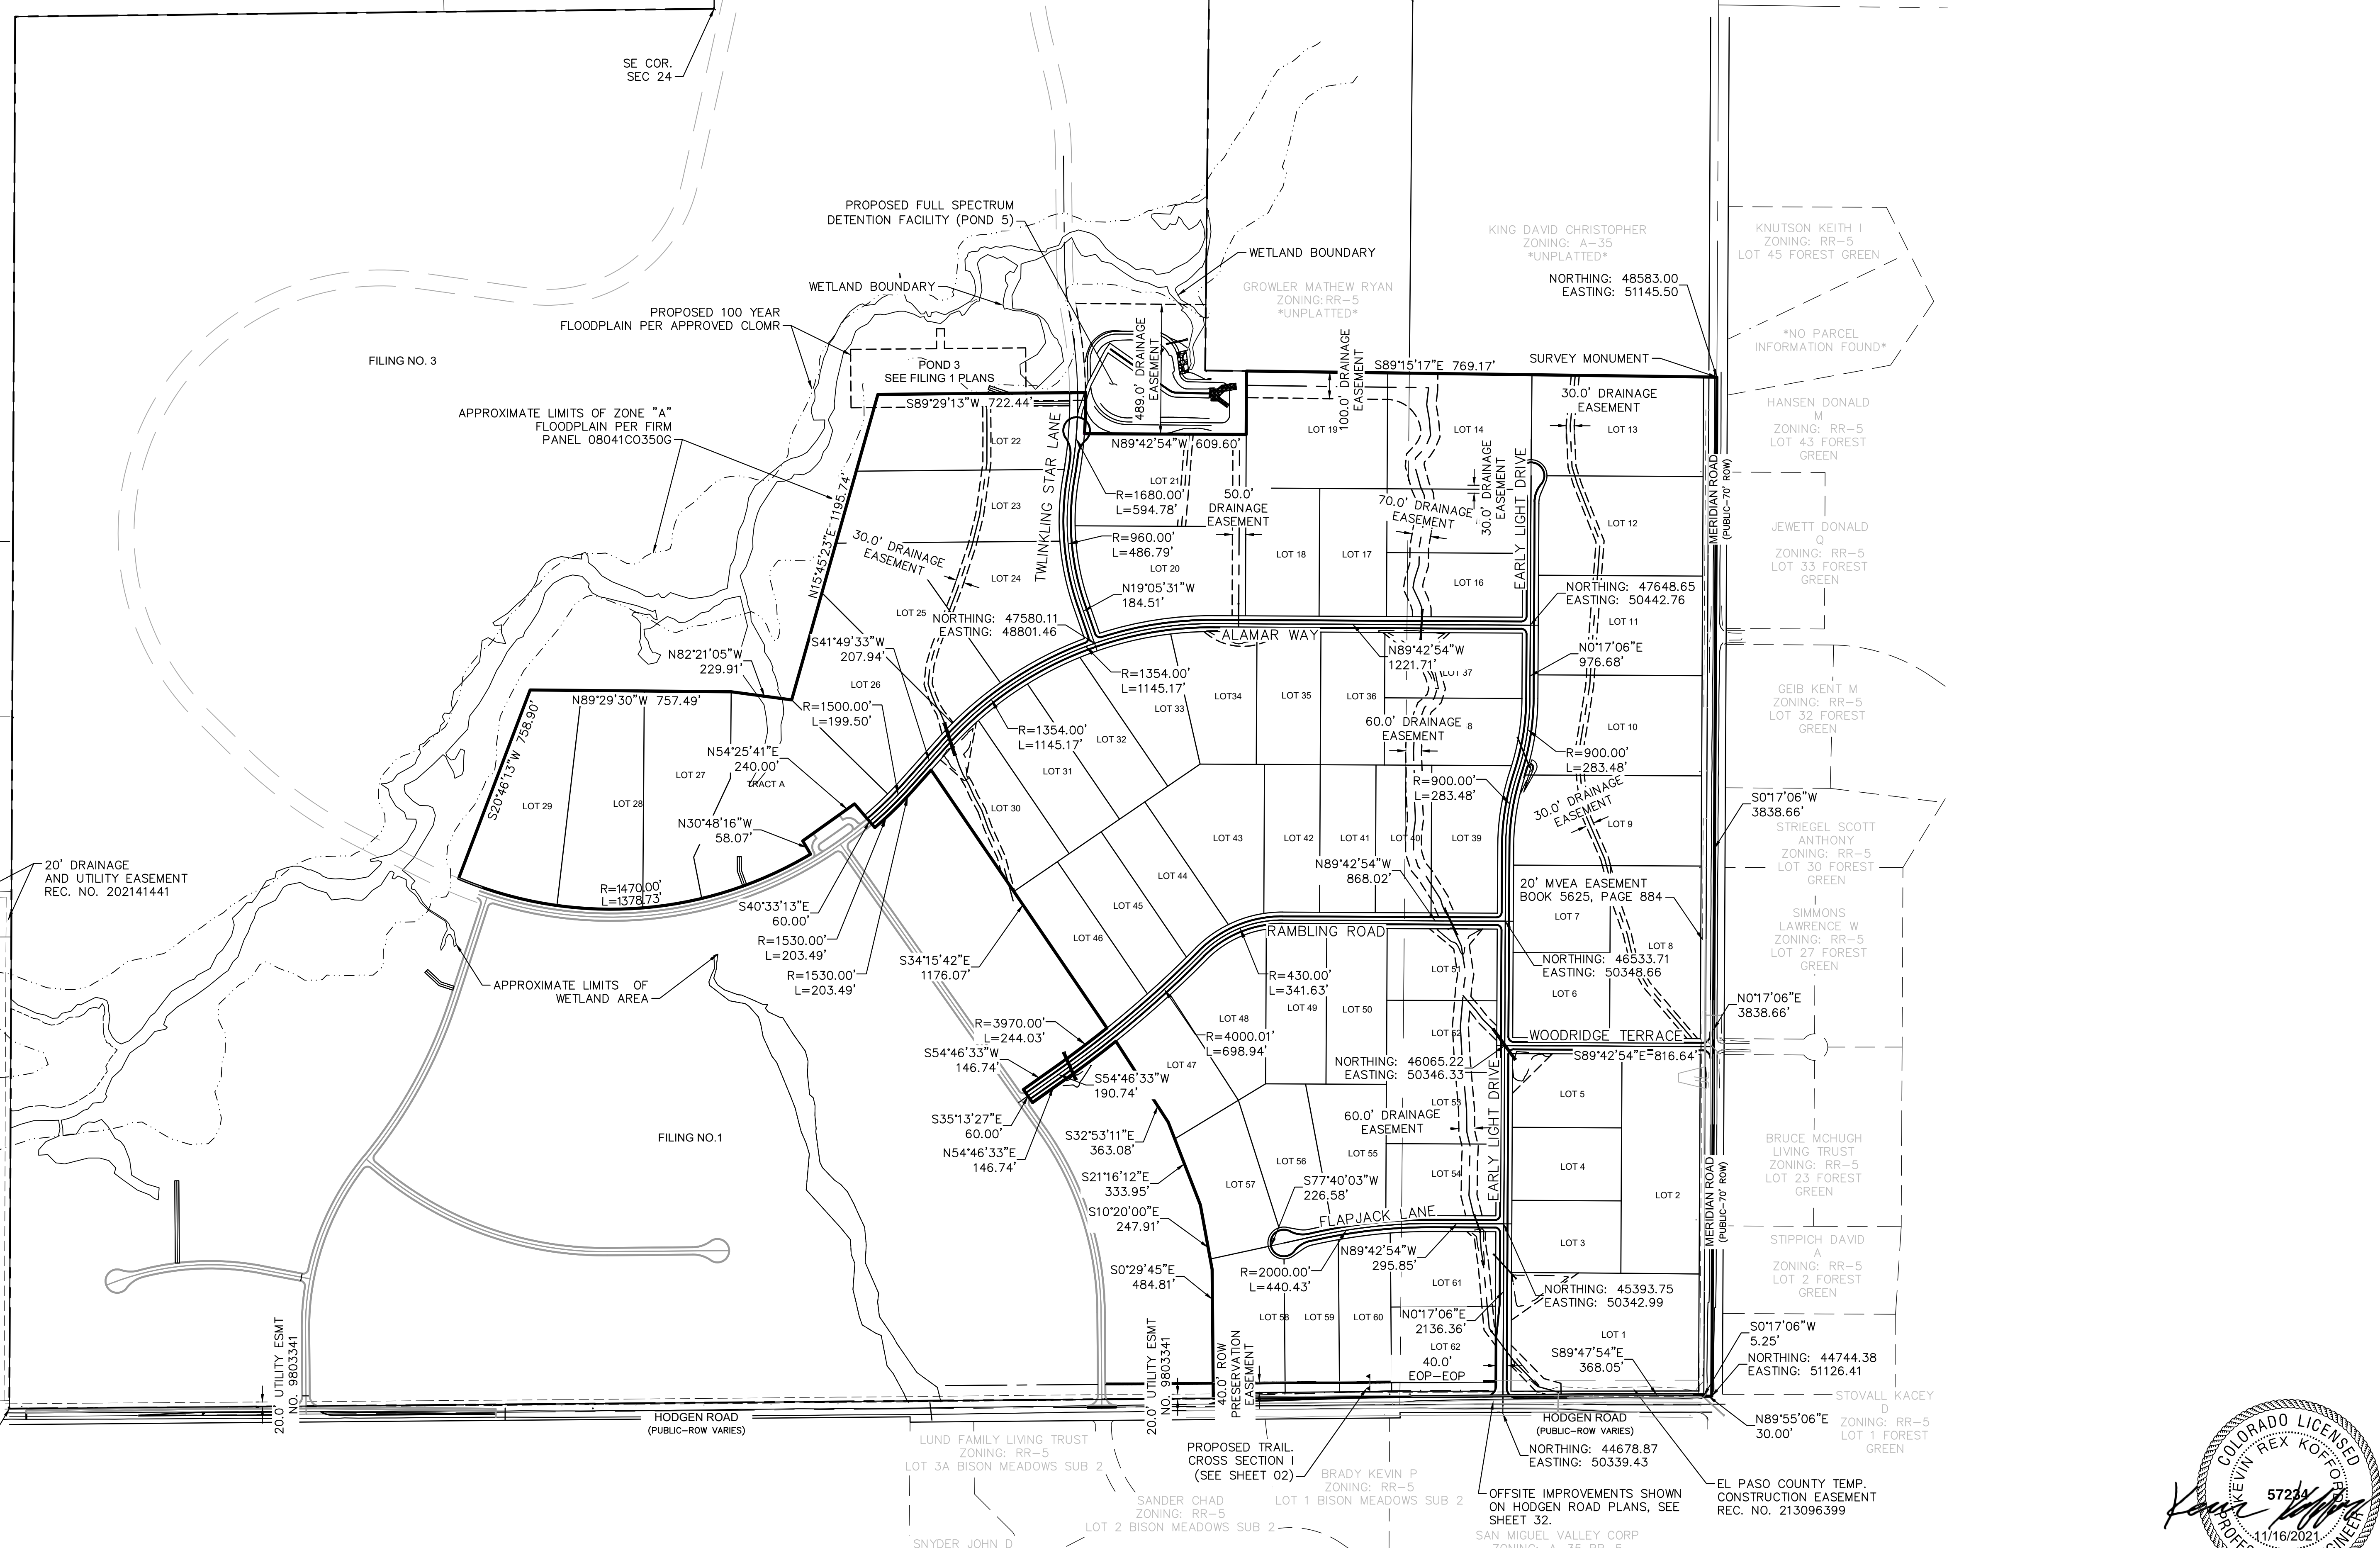 SE COR.
SEC 24
PROPOSED FULL SPECTRUM
DETENTION FACILITY (POND 5)
WETLAND BOUNDARY
WETLAND BOUNDARY
PROPOSED 100 YEAR
FLOODPLAIN PER APPROVED CLOMR
FILING NO. 3
POND 3
SEE FILING 1 PLANS
APPROXIMATE LIMITS OF ZONE "A"
FLOODPLAIN PER FIRM
PANEL 08041C0350G
S89°29'13"W 722.44'
489.0' DRAINAGE
EASEMENT
N89°42'54"W 609.60'
GROWLER MATHEW RYAN
ZONING:RR-5
*UNPLATTED*
KING DAVID CHRISTOPHER
ZONING: A-35
*UNPLATTED*
NORTHING: 48583.00
EASTING: 51145.50
KNUTSON KEITH I
ZONING: RR-5
LOT 45 FOREST GREEN
*NO PARCEL
INFORMATION FOUND*
SURVEY MONUMENT
S89°15'17"E 769.17'
100.0' DRAINAGE
EASEMENT
30.0' DRAINAGE
EASEMENT
HANSEN DONALD
M
ZONING: RR-5
LOT 43 FOREST
GREEN
LOT 19
LOT 14
LOT 13
LOT 22
LOT 21
LOT 23
LOT 24
LOT 25
LOT 26
TWLINKLING STAR LANE
R=1680.00'
L=594.78'
50.0'
DRAINAGE
EASEMENT
70.0' DRAINAGE
EASEMENT
30.0' DRAINAGE
EASEMENT
EARLY LIGHT DRIVE
MERIDIAN ROAD
(PUBLIC-70' ROW)
LOT 12
JEWETT DONALD
Q
ZONING: RR-5
LOT 33 FOREST
GREEN
R=960.00'
L=486.79'
LOT 20
LOT 18
LOT 17
LOT 16
N15°45'23"E 1195.74'
30.0' DRAINAGE
EASEMENT
N19°05'31"W
184.51'
NORTHING: 47580.11
EASTING: 48801.46
NORTHING: 47648.65
EASTING: 50442.76
LOT 11
ALAMAR WAY
S41°49'33"W
207.94'
N82°21'05"W
229.91'
N89°42'54"W
1221.71'
N0°17'06"E
976.68'
R=1354.00'
L=1145.17'
LOT34
LOT 35
LOT 36
LOT 37
8
LOT 33
GEIB KENT M
ZONING: RR-5
LOT 32 FOREST
GREEN
N89°29'30"W 757.49'
S20°46'13"W 758.90'
R=1500.00'
L=199.50'
R=1354.00'
L=1145.17'
LOT 32
LOT 31
LOT 30
60.0' DRAINAGE
EASEMENT
LOT 10
R=900.00'
L=283.48'
R=900.00'
L=283.48'
N54°25'41"E
240.00'
LOT 27
TRACT A
LOT 28
LOT 29
N30°48'16"W
58.07'
30.0' DRAINAGE
EASEMENT
LOT 9
S0°17'06"W
3838.66'
STRIEGEL SCOTT
ANTHONY
ZONING: RR-5
LOT 30 FOREST
GREEN
LOT 43
LOT 42
LOT 41
LOT 40
LOT 39
N89°42'54"W
868.02'
LOT 44
LOT 45
LOT 46
20' DRAINAGE
AND UTILITY EASEMENT
REC. NO. 202141441
R=1470.00'
L=1378.73'
S40°33'13"E
60.00'
R=1530.00'
L=203.49'
R=1530.00'
L=203.49'
20' MVEA EASEMENT
BOOK 5625, PAGE 884
LOT 7
LOT 8
SIMMONS
LAWRENCE W
ZONING: RR-5
LOT 27 FOREST
GREEN
RAMBLING ROAD
S34°15'42"E
1176.07'
R=430.00'
L=341.63'
NORTHING: 46533.71
EASTING: 50348.66
LOT 6
LOT 51
APPROXIMATE LIMITS OF
WETLAND AREA
N0°17'06"E
3838.66'
R=3970.00'
L=244.03'
LOT 48
LOT 49
LOT 50
LOT 52
R=4000.01'
L=698.94'
WOODRIDGE TERRACE
S89°42'54"E 816.64'
S54°46'33"W
146.74'
LOT 47
NORTHING: 46065.22
EASTING: 50346.33
S54°46'33"W
190.74'
LOT 5
LOT 53
S35°13'27"E
60.00'
60.0' DRAINAGE
EASEMENT
N54°46'33"E
146.74'
S32°53'11"E
363.08'
FILING NO.1
EARLY LIGHT DRIVE
BRUCE MCHUGH
LIVING TRUST
ZONING: RR-5
LOT 23 FOREST
GREEN
LOT 56
LOT 55
LOT 54
LOT 4
LOT 2
LOT 57
S21°16'12"E
333.95'
S77°40'03"W
226.58'
S10°20'00"E
247.91'
FLAPJACK LANE
MERIDIAN ROAD
(PUBLIC-70' ROW)
LOT 3
STIPPICH DAVID
A
ZONING: RR-5
LOT 2 FOREST
GREEN
S0°29'45"E
484.81'
R=2000.00'
L=440.43'
N89°42'54"W
295.85'
LOT 61
NORTHING: 45393.75
EASTING: 50342.99
LOT 58
LOT 59
LOT 60
N0°17'06"E
2136.36'
LOT 1
LOT 62
S89°47'54"E
368.05'
40.0'
EOP-EOP
S0°17'06"W
5.25'
NORTHING: 44744.38
EASTING: 51126.41
20.0' UTILITY ESMT
NO. 9803341
20.0' UTILITY ESMT
NO. 9803341
40.0' ROW
PRESERVATION
EASEMENT
HODGEN ROAD
(PUBLIC-ROW VARIES)
HODGEN ROAD
(PUBLIC-ROW VARIES)
N89°55'06"E
30.00'
STOVALL KACEY
D
ZONING: RR-5
LOT 1 FOREST
GREEN
LUND FAMILY LIVING TRUST
ZONING: RR-5
LOT 3A BISON MEADOWS SUB 2
PROPOSED TRAIL.
CROSS SECTION I
(SEE SHEET 02)
NORTHING: 44678.87
EASTING: 50339.43
BRADY KEVIN P
ZONING: RR-5
LOT 1 BISON MEADOWS SUB 2
SANDER CHAD
ZONING: RR-5
LOT 2 BISON MEADOWS SUB 2
OFFSITE IMPROVEMENTS SHOWN
ON HODGEN ROAD PLANS, SEE
SHEET 32.
EL PASO COUNTY TEMP.
CONSTRUCTION EASEMENT
REC. NO. 213096399
SNYDER JOHN D
SAN MIGUEL VALLEY CORP
ZONING: A-35 RR-5
COLORADO LICENSED
KEVIN REX KOFFORD
57234
11/16/2021